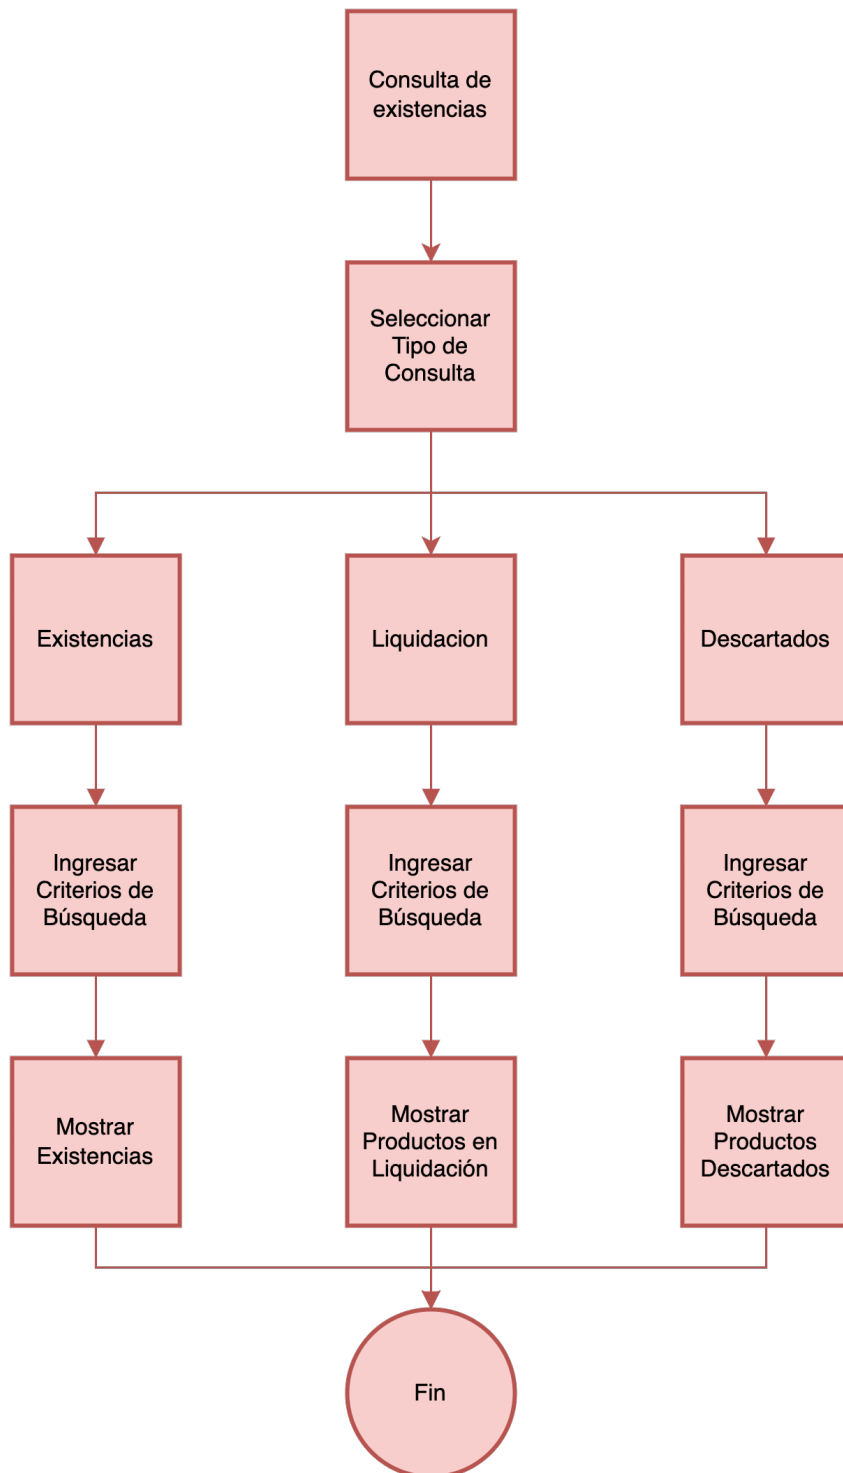 Consulta de
existencias
Seleccionar
Tipo de
Consulta
Existencias
Liquidacion
Descartados
Ingresar
Criterios de
Búsqueda
Ingresar
Criterios de
Búsqueda
Ingresar
Criterios de
Búsqueda
Mostrar
Existencias
Mostrar
Productos en
Liquidación
Mostrar
Productos
Descartados
Fin